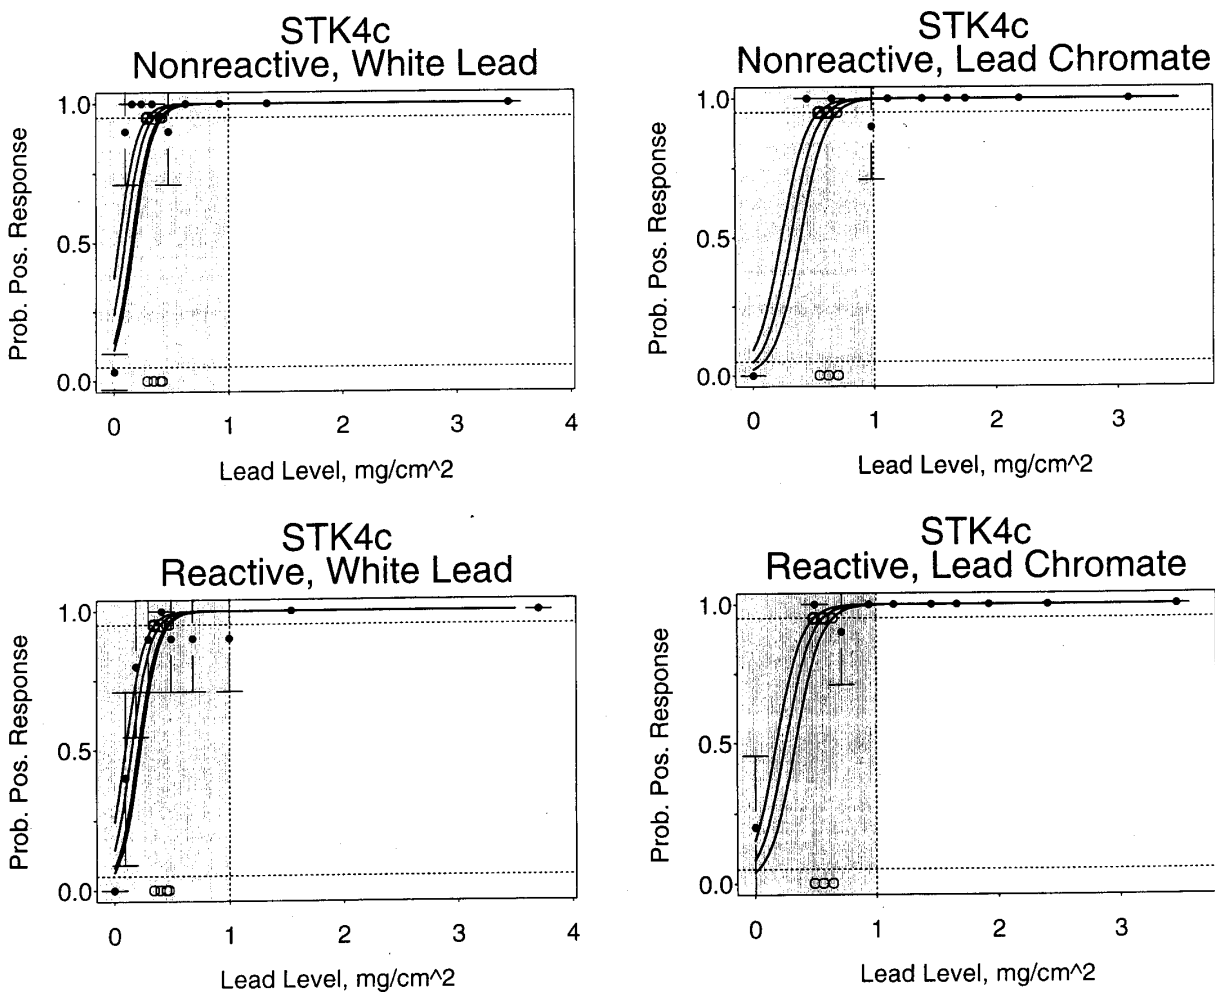 STK4c
Nonreactive, White Lead
Prob. Pos. Response
1.0
0.5
0.0
0 1 2 3 4
Lead Level, mg/cm^2
STK4c
Nonreactive, Lead Chromate
Prob. Pos. Response
1.0
0.5
0.0
0 1 2 3
Lead Level, mg/cm^2
STK4c
Reactive, White Lead
Prob. Pos. Response
1.0
0.5
0.0
0 1 2 3 4
Lead Level, mg/cm^2
STK4c
Reactive, Lead Chromate
Prob. Pos. Response
1.0
0.5
0.0
0 1 2 3
Lead Level, mg/cm^2